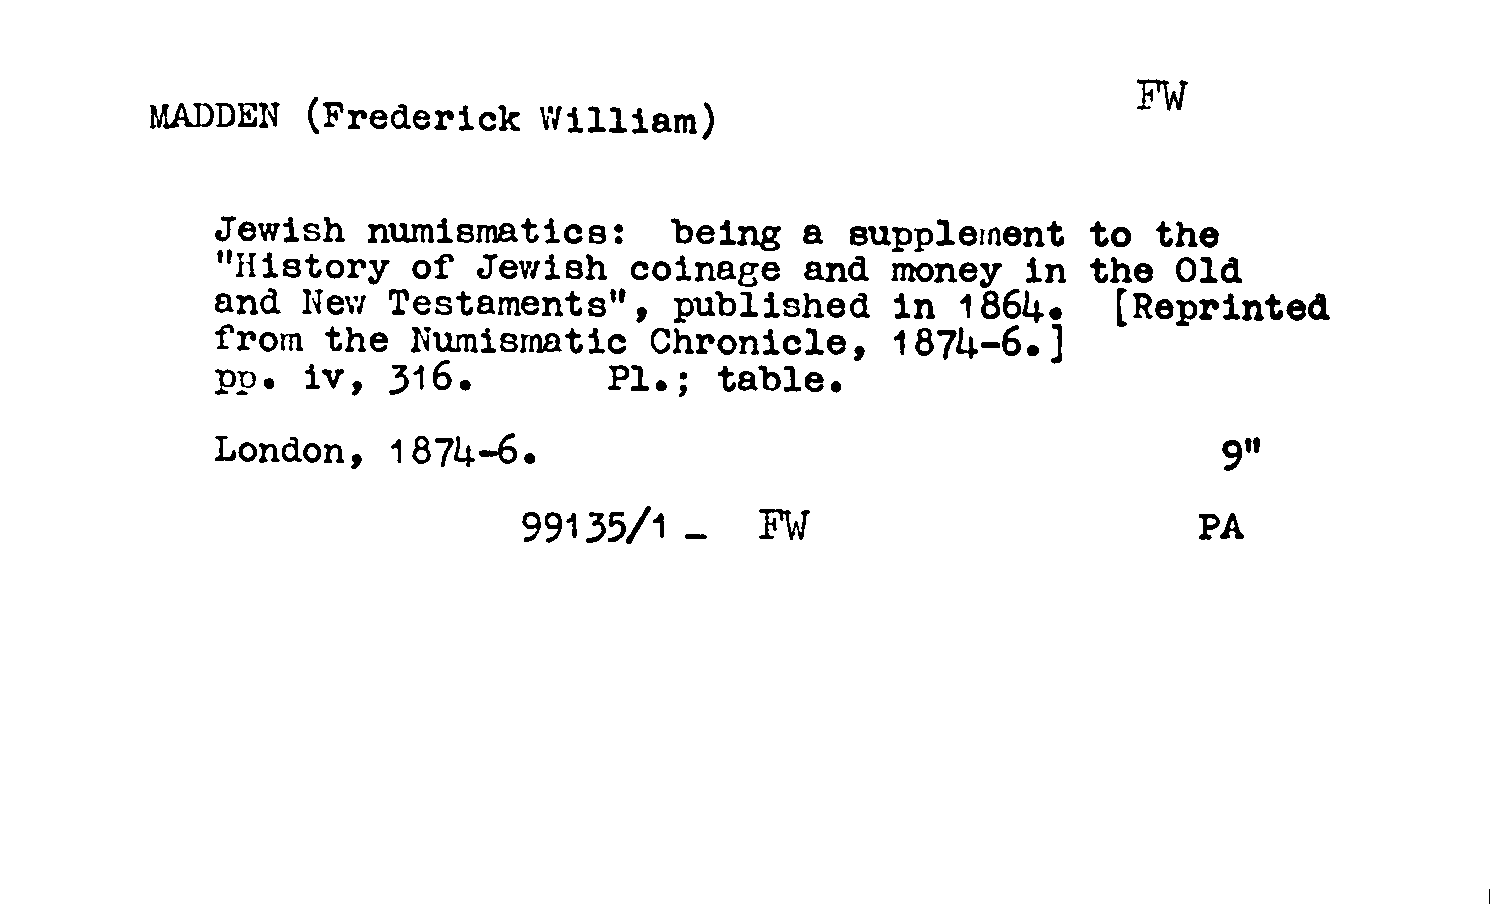 FW
MADDEN (Frederick William)
Jewish numismatics: being a supplement to the
"History of Jewish coinage and money in the Old
and New Testaments", published in 1864. [Reprinted
from the Numismatic Chronicle, 1874-6.]
pp. iv, 316. Pl.; table.
London, 1874-6. 9"
99135/1 _ FW PA